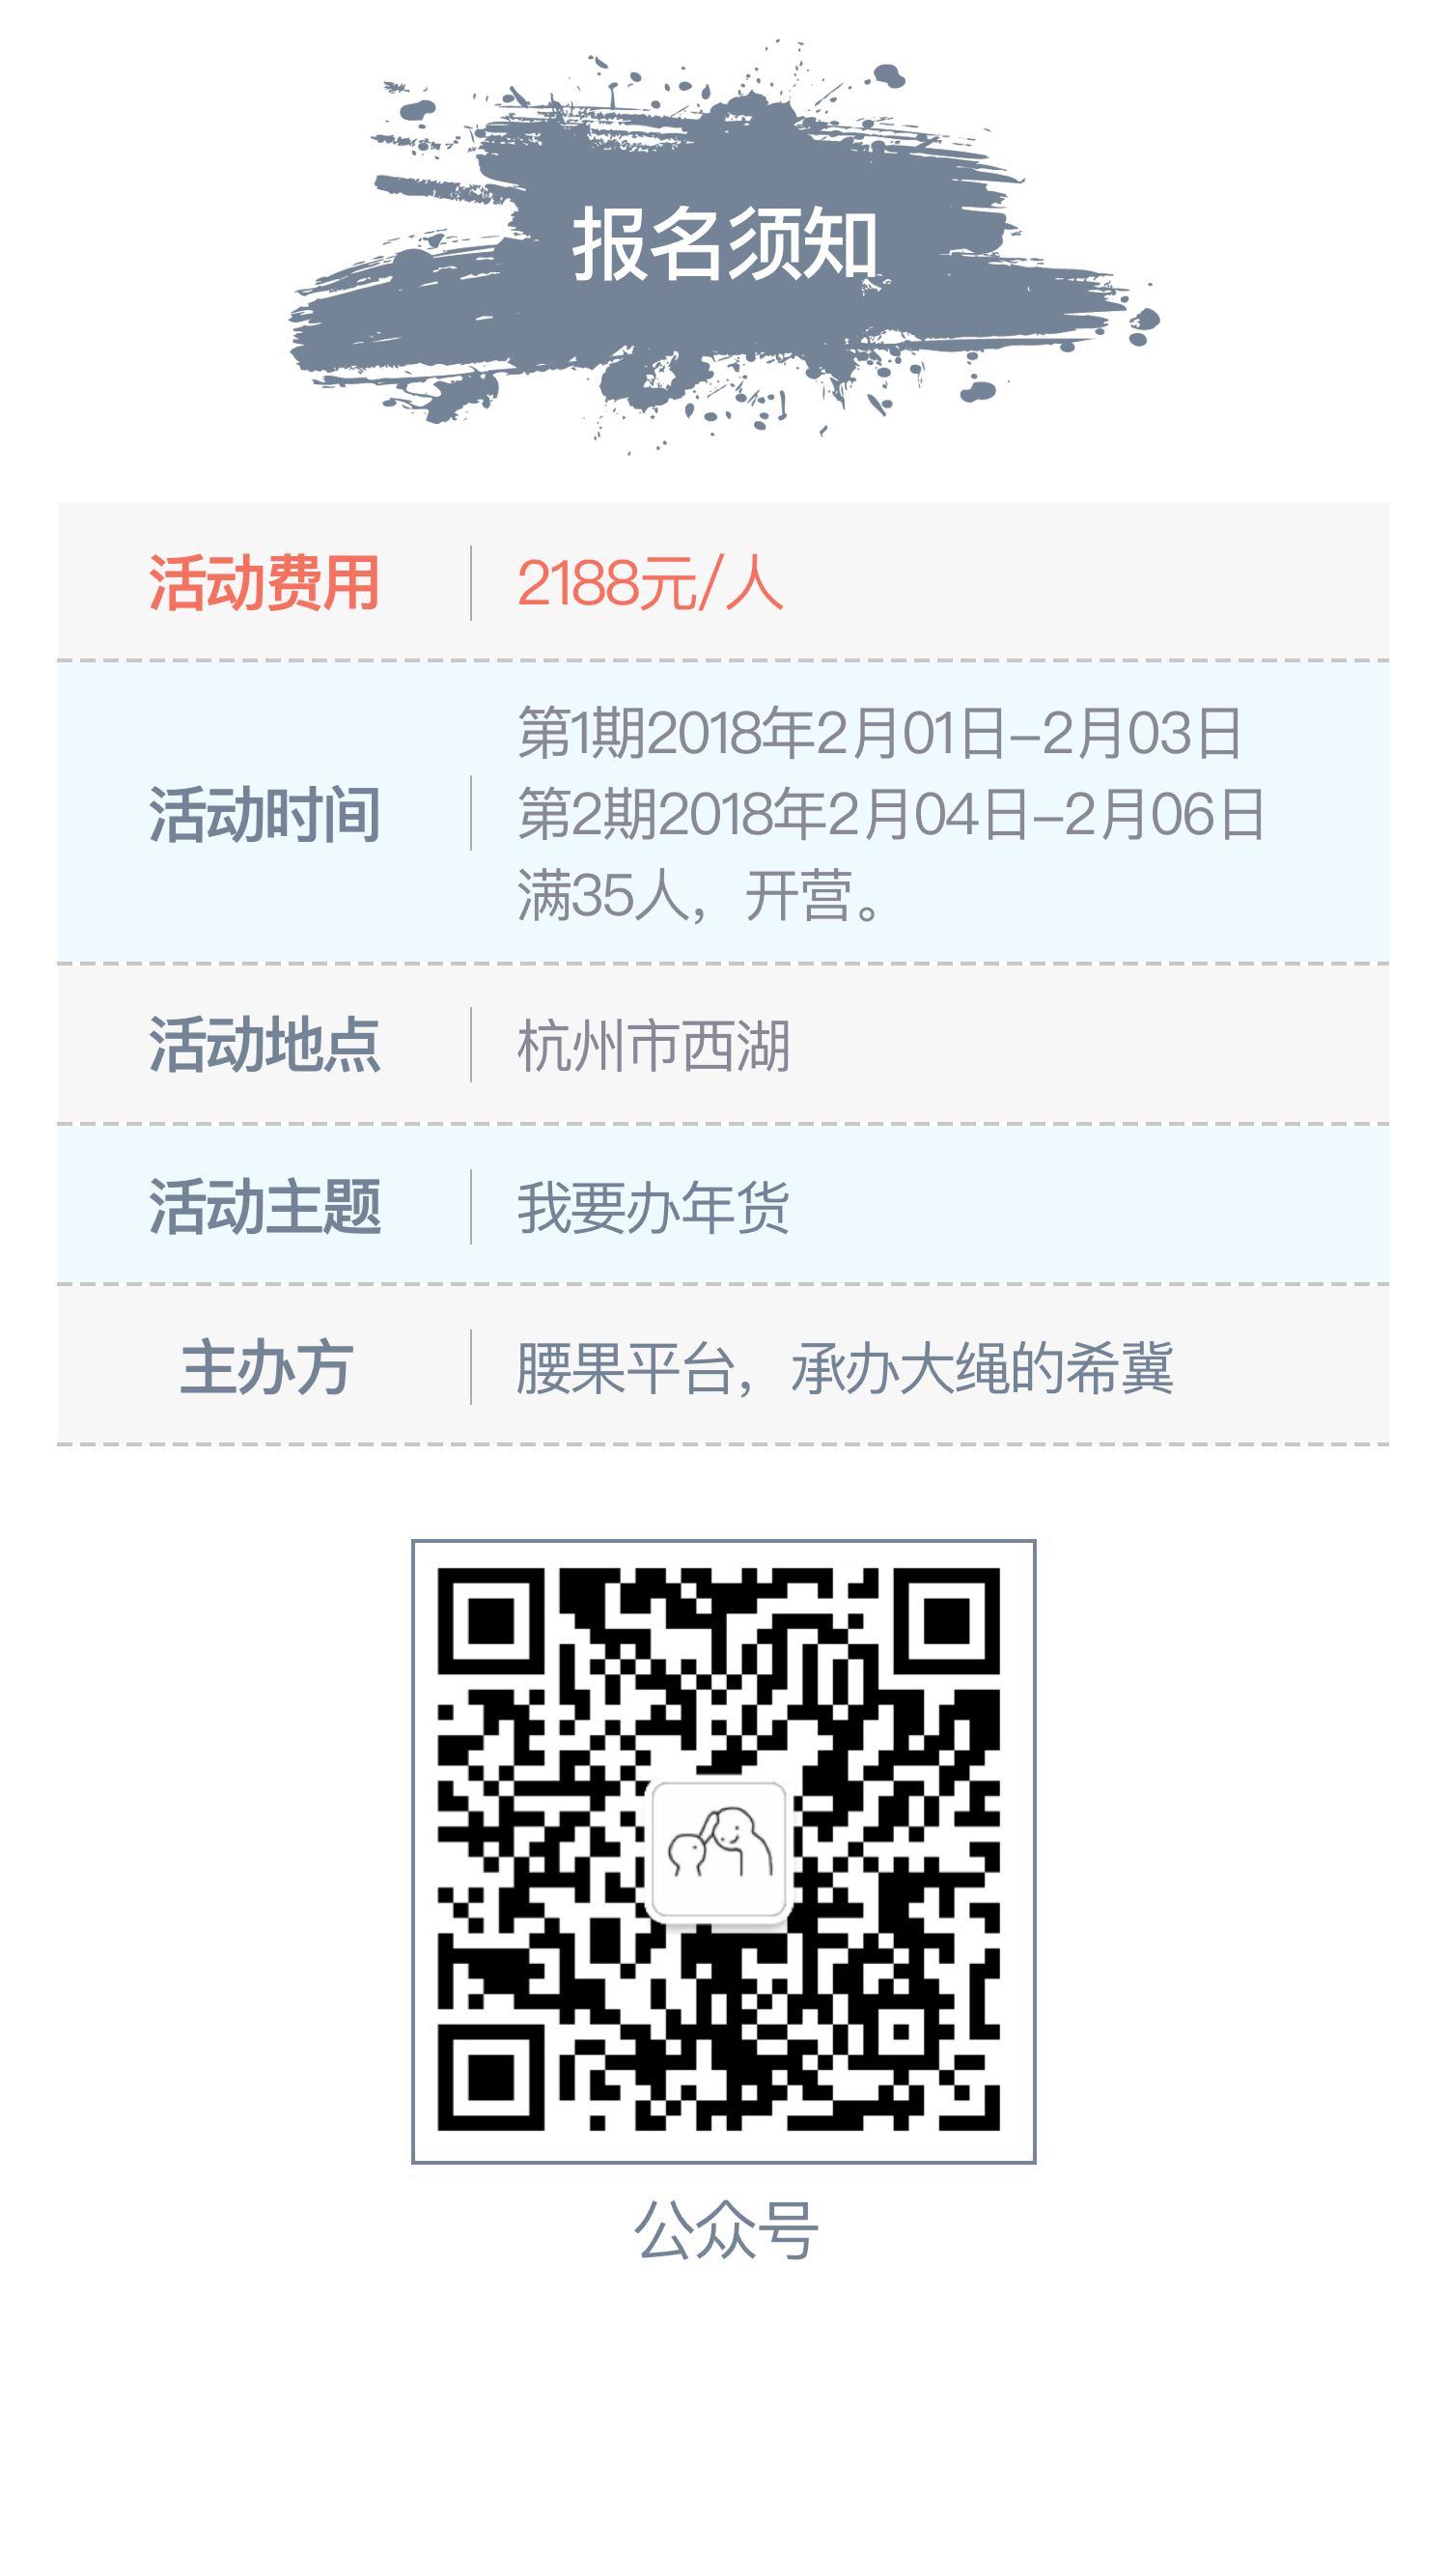 报名须知
活动费用 2188元/人
活动时间
第1期2018年2月01日–2月03日
第2期2018年2月04日–2月06日
满35人，开营。
活动地点 杭州市西湖
活动主题 我要办年货
主办方 腰果平台，承办大绳的希冀
公众号